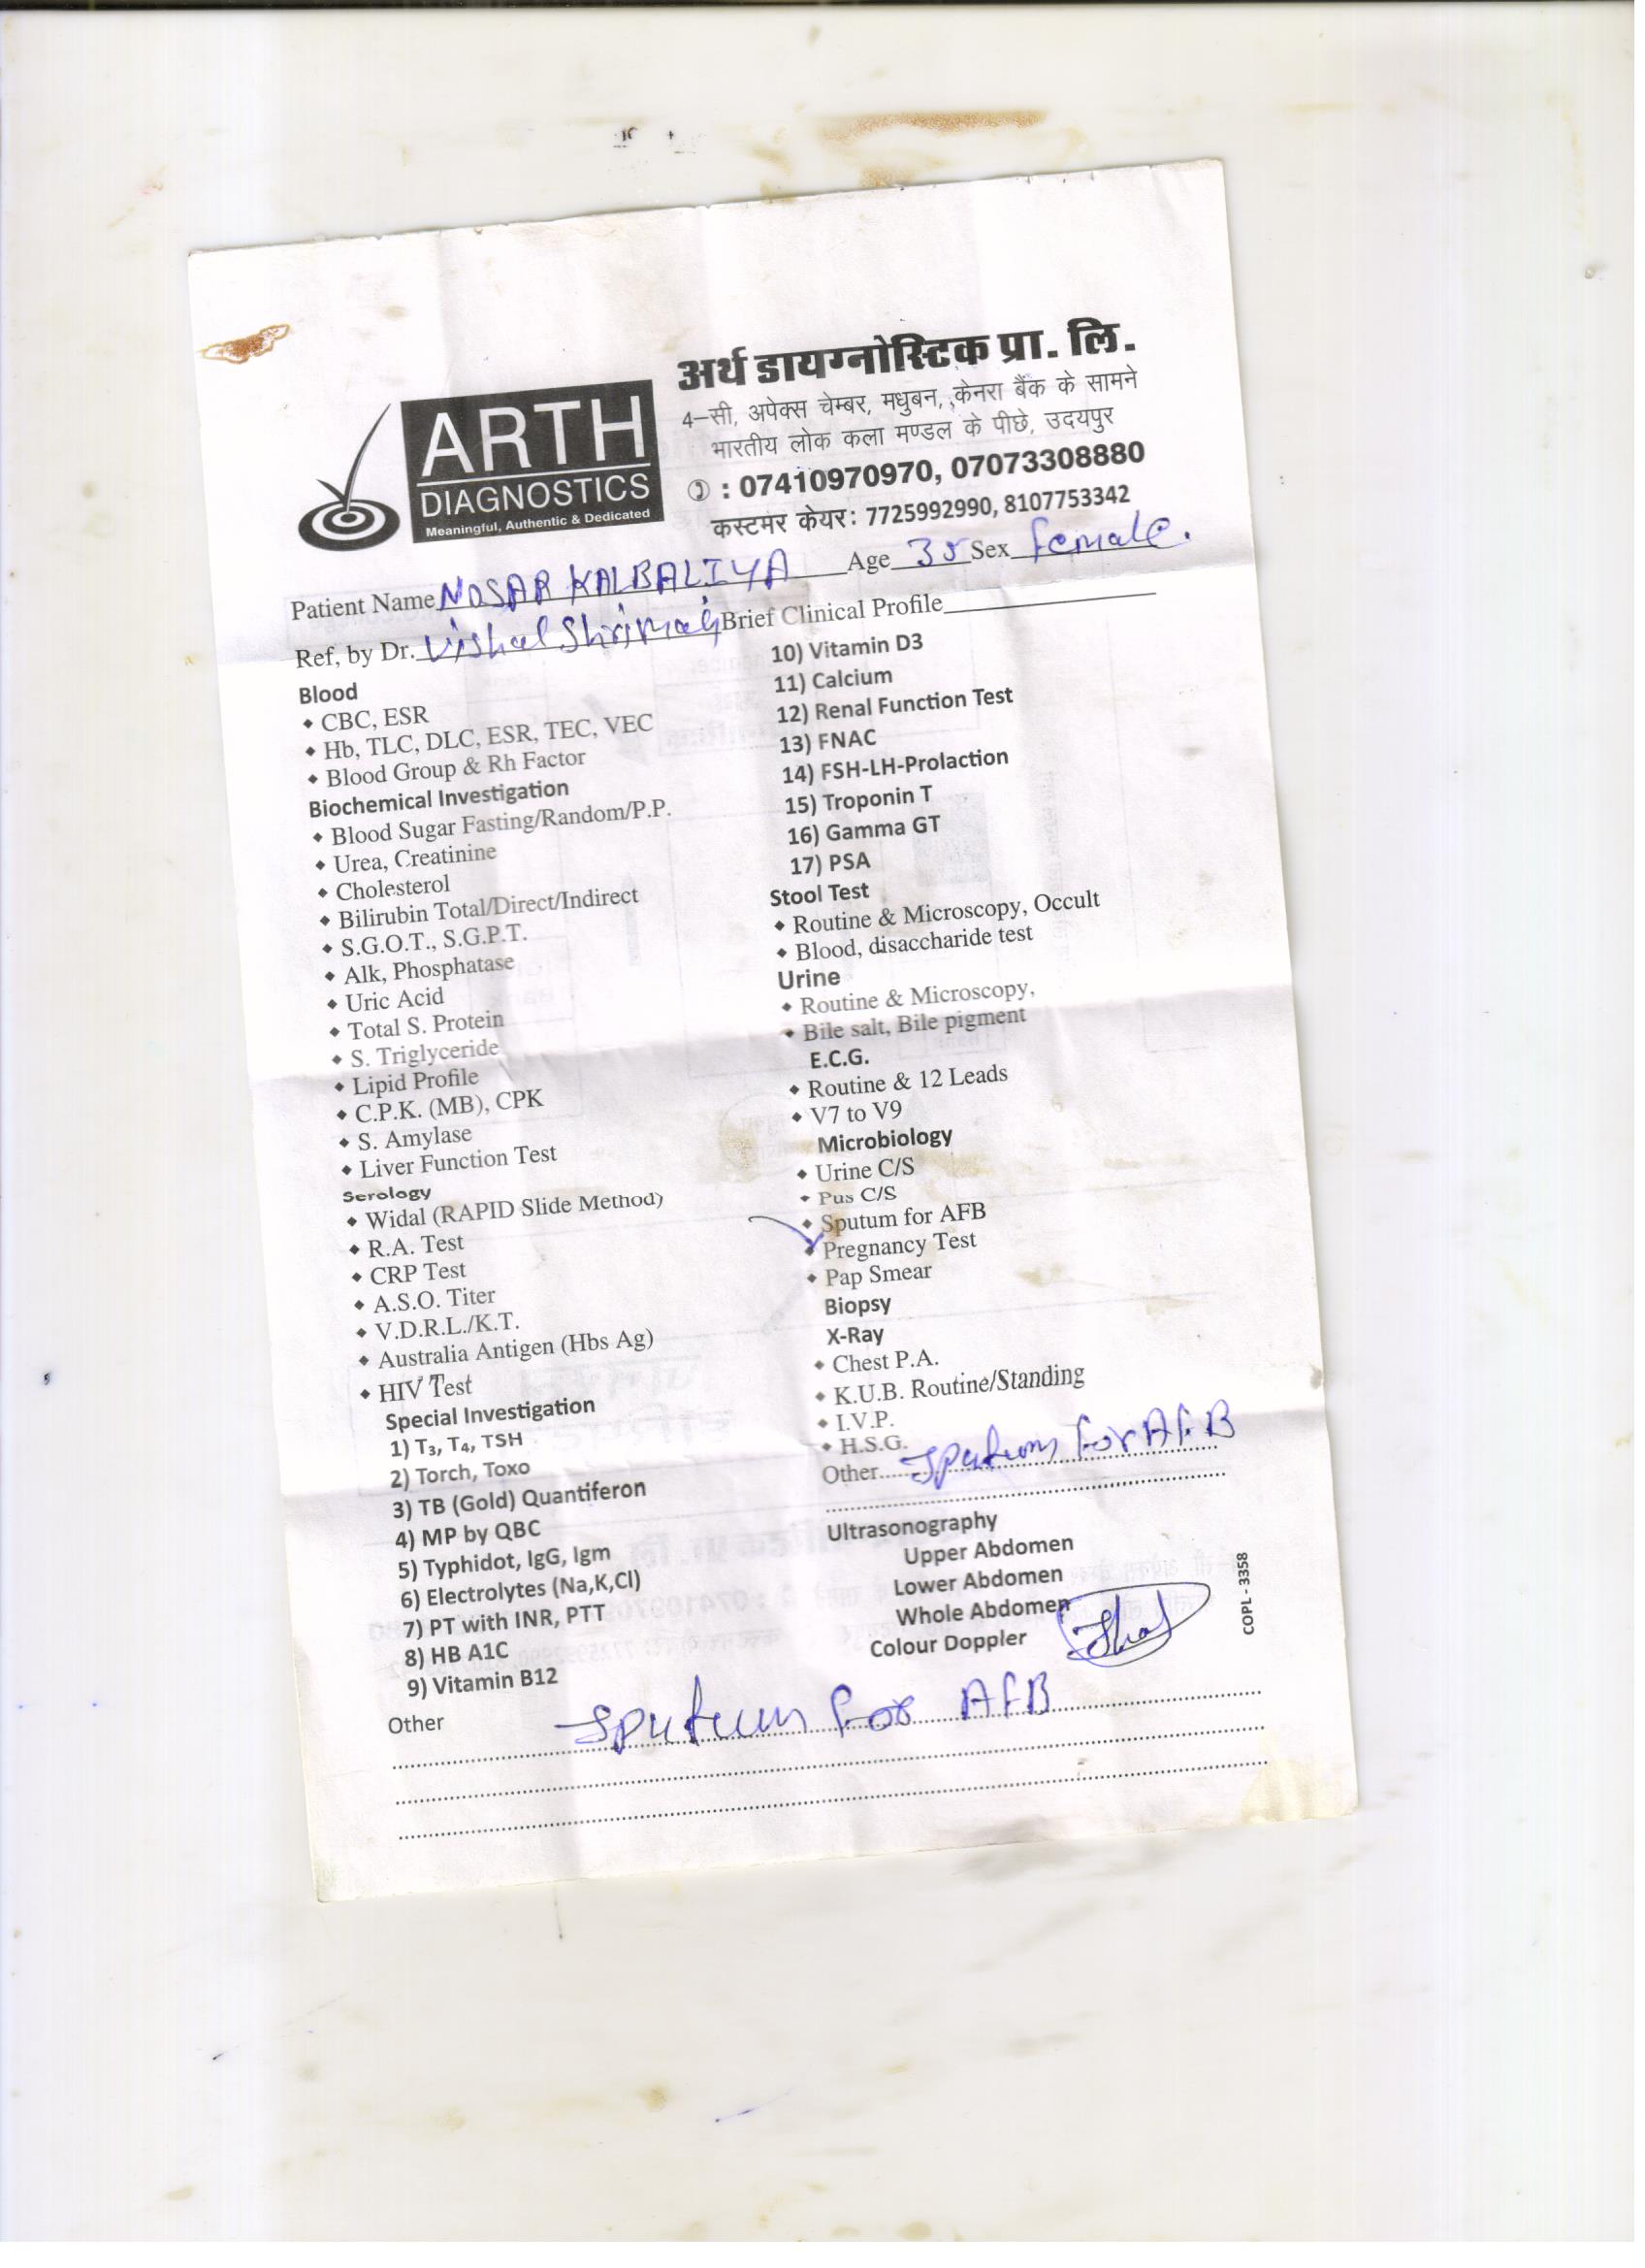 अर्थ डायग्नोस्टिक प्रा. लि.
4-सी, अपेक्स चेम्बर, मधुबन, केनरा बैंक के सामने
भारतीय लोक कला मण्डल के पीछे, उदयपुर
: 07410970970, 07073308880
कस्टमर केयर: 7725992990, 8107753342
ARTH
DIAGNOSTICS
Meaningful, Authentic & Dedicated
Patient Name NOSAR KALBALIYA Age 35 Sex female.
Ref, by Dr. Vishal Shrimali Brief Clinical Profile
Blood
• CBC, ESR
• Hb, TLC, DLC, ESR, TEC, VEC
• Blood Group & Rh Factor
Biochemical Investigation
• Blood Sugar Fasting/Random/P.P.
• Urea, Creatinine
• Cholesterol
• Bilirubin Total/Direct/Indirect
• S.G.O.T., S.G.P.T.
• Alk, Phosphatase
• Uric Acid
• Total S. Protein
• S. Triglyceride
• Lipid Profile
• C.P.K. (MB), CPK
• S. Amylase
• Liver Function Test
Serology
• Widal (RAPID Slide Method)
• R.A. Test
• CRP Test
• A.S.O. Titer
• V.D.R.L./K.T.
• Australia Antigen (Hbs Ag)
• HIV Test
Special Investigation
1) T₃, T₄, TSH
2) Torch, Toxo
3) TB (Gold) Quantiferon
4) MP by QBC
5) Typhidot, IgG, Igm
6) Electrolytes (Na,K,Cl)
7) PT with INR, PTT
8) HB A1C
9) Vitamin B12
10) Vitamin D3
11) Calcium
12) Renal Function Test
13) FNAC
14) FSH-LH-Prolaction
15) Troponin T
16) Gamma GT
17) PSA
Stool Test
• Routine & Microscopy, Occult
• Blood, disaccharide test
Urine
• Routine & Microscopy,
• Bile salt, Bile pigment
E.C.G.
• Routine & 12 Leads
• V7 to V9
Microbiology
• Urine C/S
• Pus C/S
• Sputum for AFB
• Pregnancy Test
• Pap Smear
Biopsy
X-Ray
• Chest P.A.
• K.U.B. Routine/Standing
• I.V.P.
• H.S.G.
Other Sputum for AFB
Ultrasonography
Upper Abdomen
Lower Abdomen
Whole Abdomen
Colour Doppler
COPL - 3358
Other Sputum for AFB